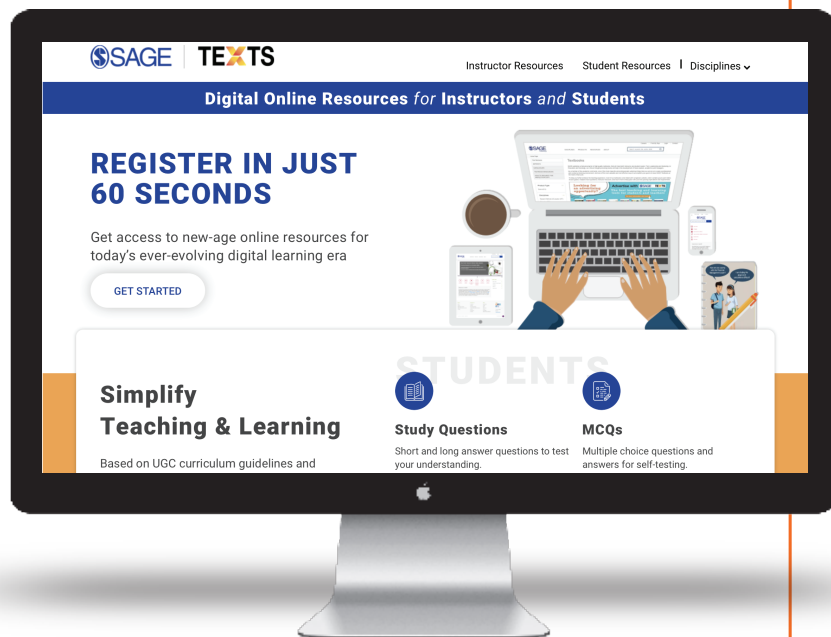 SAGE TEXTS
Instructor Resources Student Resources | Disciplines
Digital Online Resources for Instructors and Students
REGISTER IN JUST
60 SECONDS
Get access to new-age online resources for
today's ever-evolving digital learning era
GET STARTED
STUDENTS
Simplify
Teaching & Learning
Based on UGC curriculum guidelines and
Study Questions
Short and long answer questions to test
your understanding.
MCQs
Multiple choice questions and
answers for self-testing.